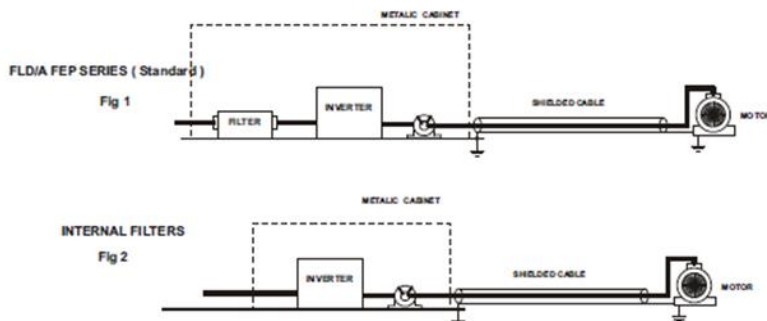 METALIC CABINET
FLD/A FEP SERIES ( Standard )
Fig 1
INVERTER
FILTER
SHIELDED CABLE
MOTOR
METALIC CABINET
INTERNAL FILTERS
Fig 2
INVERTER
SHIELDED CABLE
MOTOR